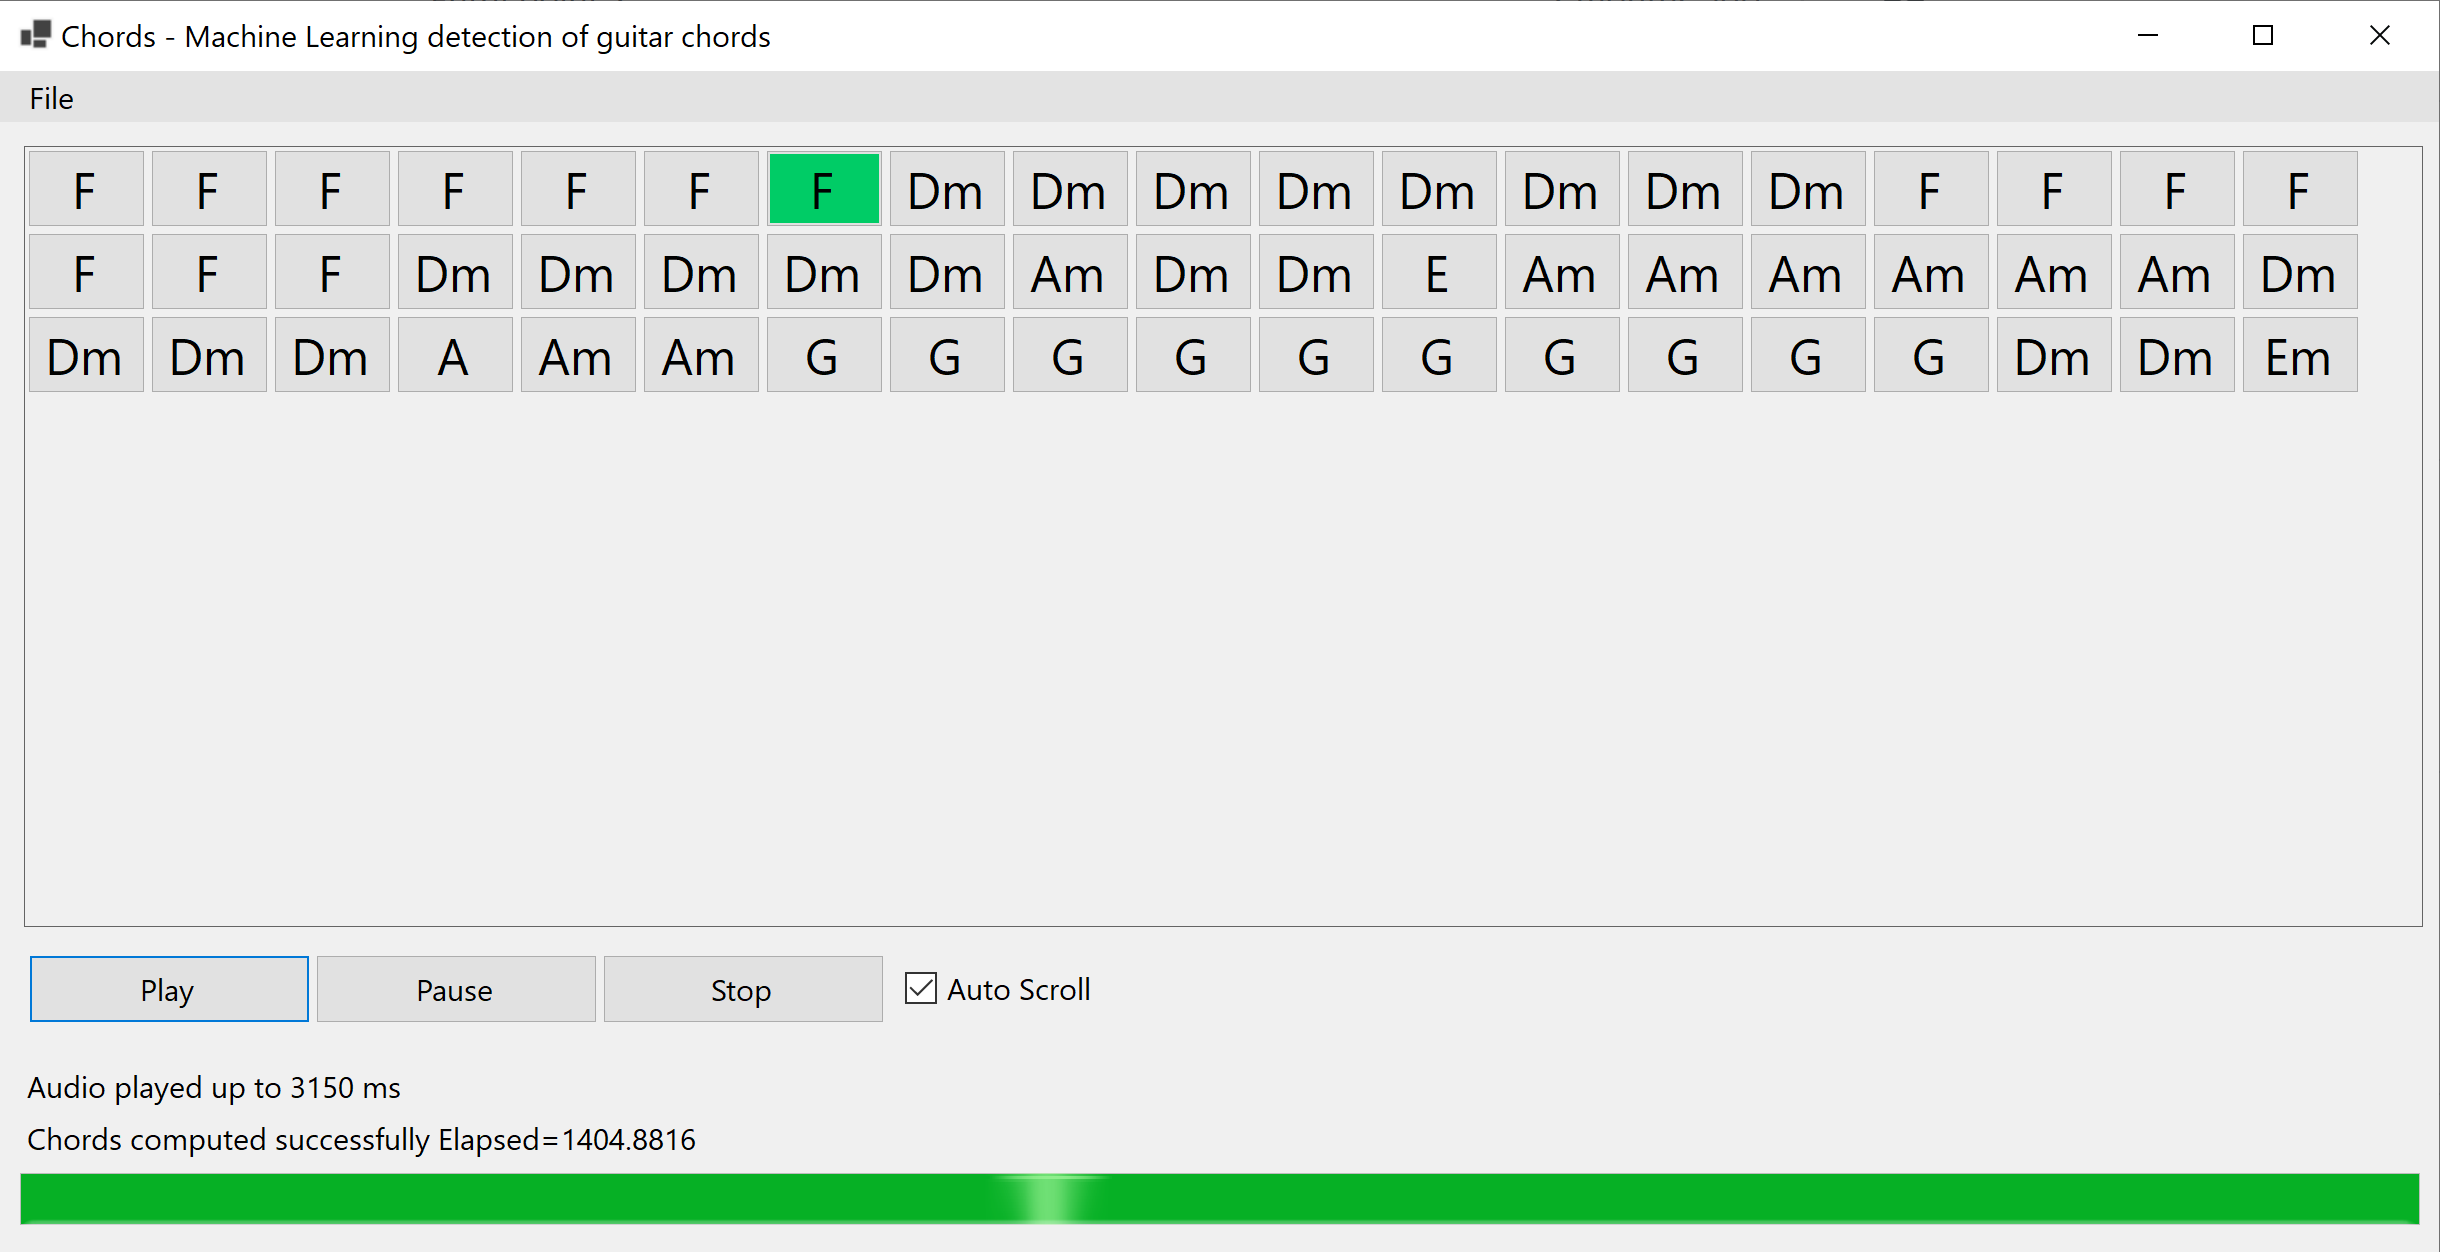 Chords - Machine Learning detection of guitar chords
File
F F F F F F F Dm Dm Dm Dm Dm Dm Dm Dm F F F F
F F F Dm Dm Dm Dm Dm Am Dm Dm E Am Am Am Am Am Am Dm
Dm Dm Dm A Am Am G G G G G G G G G G Dm Dm Em
Play Pause Stop Auto Scroll
Audio played up to 3150 ms
Chords computed successfully Elapsed=1404.8816